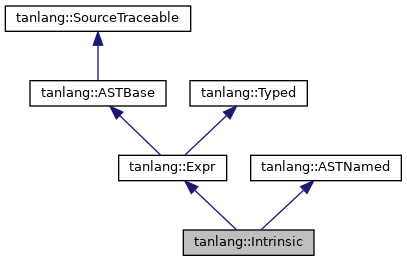 tanlang::SourceTraceable
tanlang::ASTBase
tanlang::Typed
tanlang::Expr
tanlang::ASTNamed
tanlang::Intrinsic